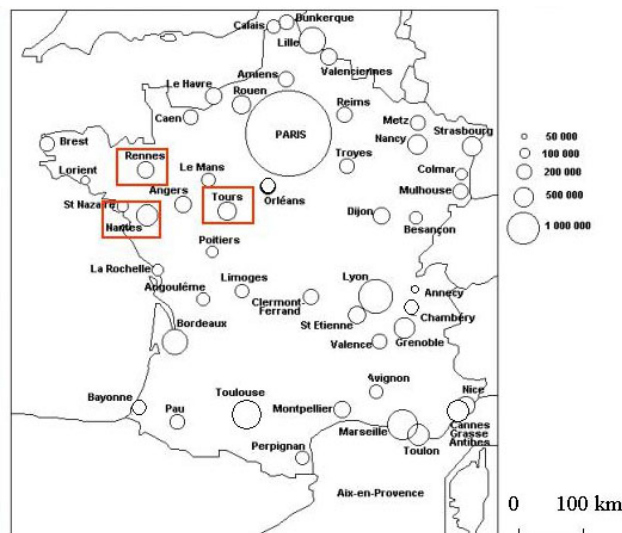 Calais
Dunkerque
Lille
Valenciennes
Amiens
Le Havre
Rouen
Caen
Reims
PARIS
Metz
Nancy
Strasbourg
Brest
Rennes
Lorient
Le Mans
Troyes
Colmar
Mulhouse
Angers
Tours
Orléans
St Nazaire
Nantes
Dijon
Besançon
Poitiers
La Rochelle
Angouléme
Limoges
Clermont-
Ferrand
Lyon
Annecy
Chambéry
St Etienne
Grenoble
Valence
Bordeaux
Avignon
Nice
Bayonne
Pau
Toulouse
Montpellier
Marseille
Toulon
Cannes
Grasse
Antibes
Perpignan
Aix-en-Provence
50 000
100 000
200 000
500 000
1 000 000
0 100 km